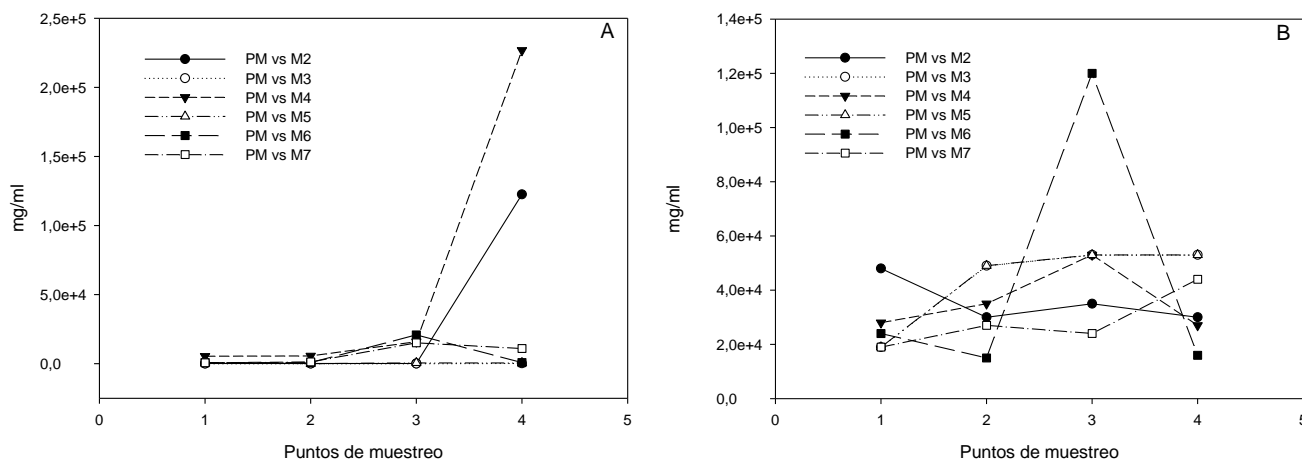 A
2,5e+5
2,0e+5
1,5e+5
1,0e+5
5,0e+4
0,0
mg/ml
PM vs M2
PM vs M3
PM vs M4
PM vs M5
PM vs M6
PM vs M7
0 1 2 3 4 5
Puntos de muestreo
B
1,4e+5
1,2e+5
1,0e+5
8,0e+4
6,0e+4
4,0e+4
2,0e+4
0,0
mg/ml
PM vs M2
PM vs M3
PM vs M4
PM vs M5
PM vs M6
PM vs M7
0 1 2 3 4 5
Puntos de muestreo